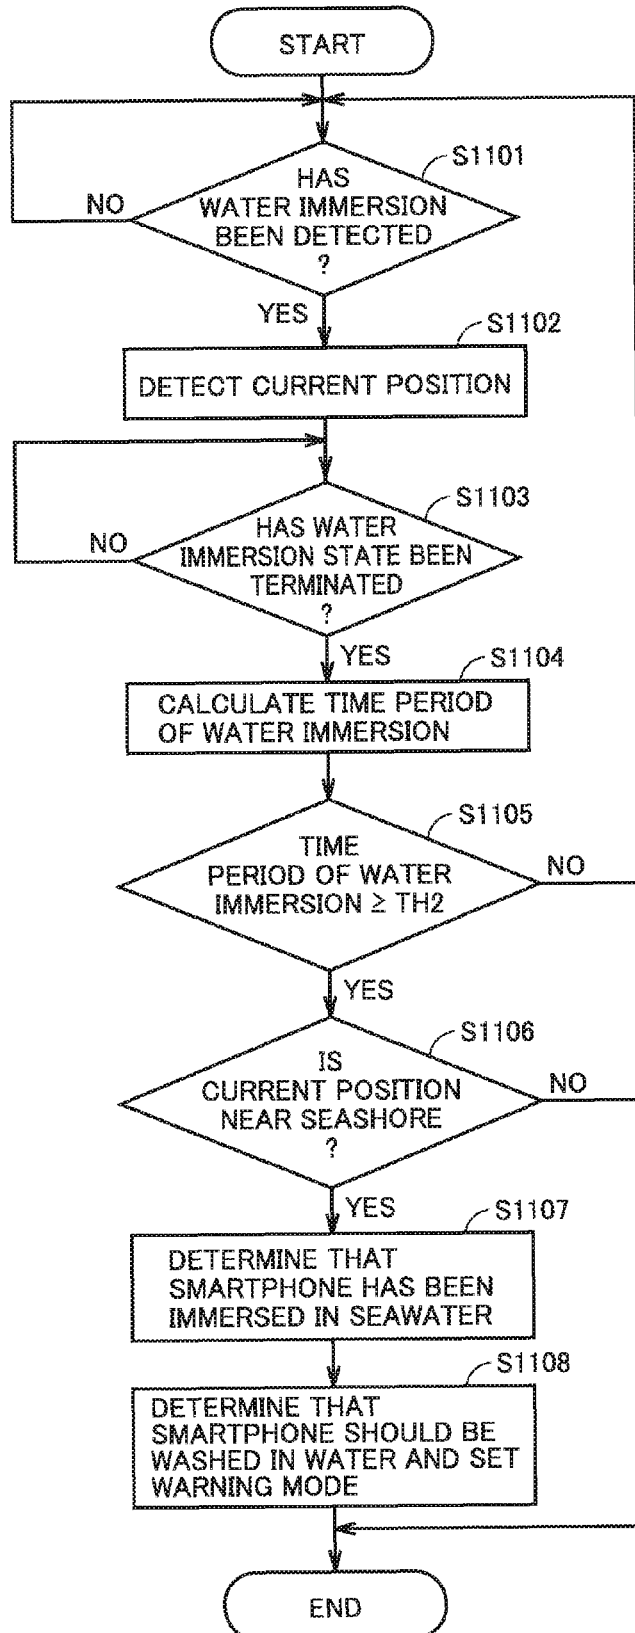 START
S1101
HAS
WATER IMMERSION
BEEN DETECTED
?
NO
YES
S1102
DETECT CURRENT POSITION
S1103
HAS WATER
IMMERSION STATE BEEN
TERMINATED
?
NO
YES
S1104
CALCULATE TIME PERIOD
OF WATER IMMERSION
S1105
TIME
PERIOD OF WATER
IMMERSION ≥ TH2
NO
YES
S1106
IS
CURRENT POSITION
NEAR SEASHORE
?
NO
YES
S1107
DETERMINE THAT
SMARTPHONE HAS BEEN
IMMERSED IN SEAWATER
S1108
DETERMINE THAT
SMARTPHONE SHOULD BE
WASHED IN WATER AND SET
WARNING MODE
END